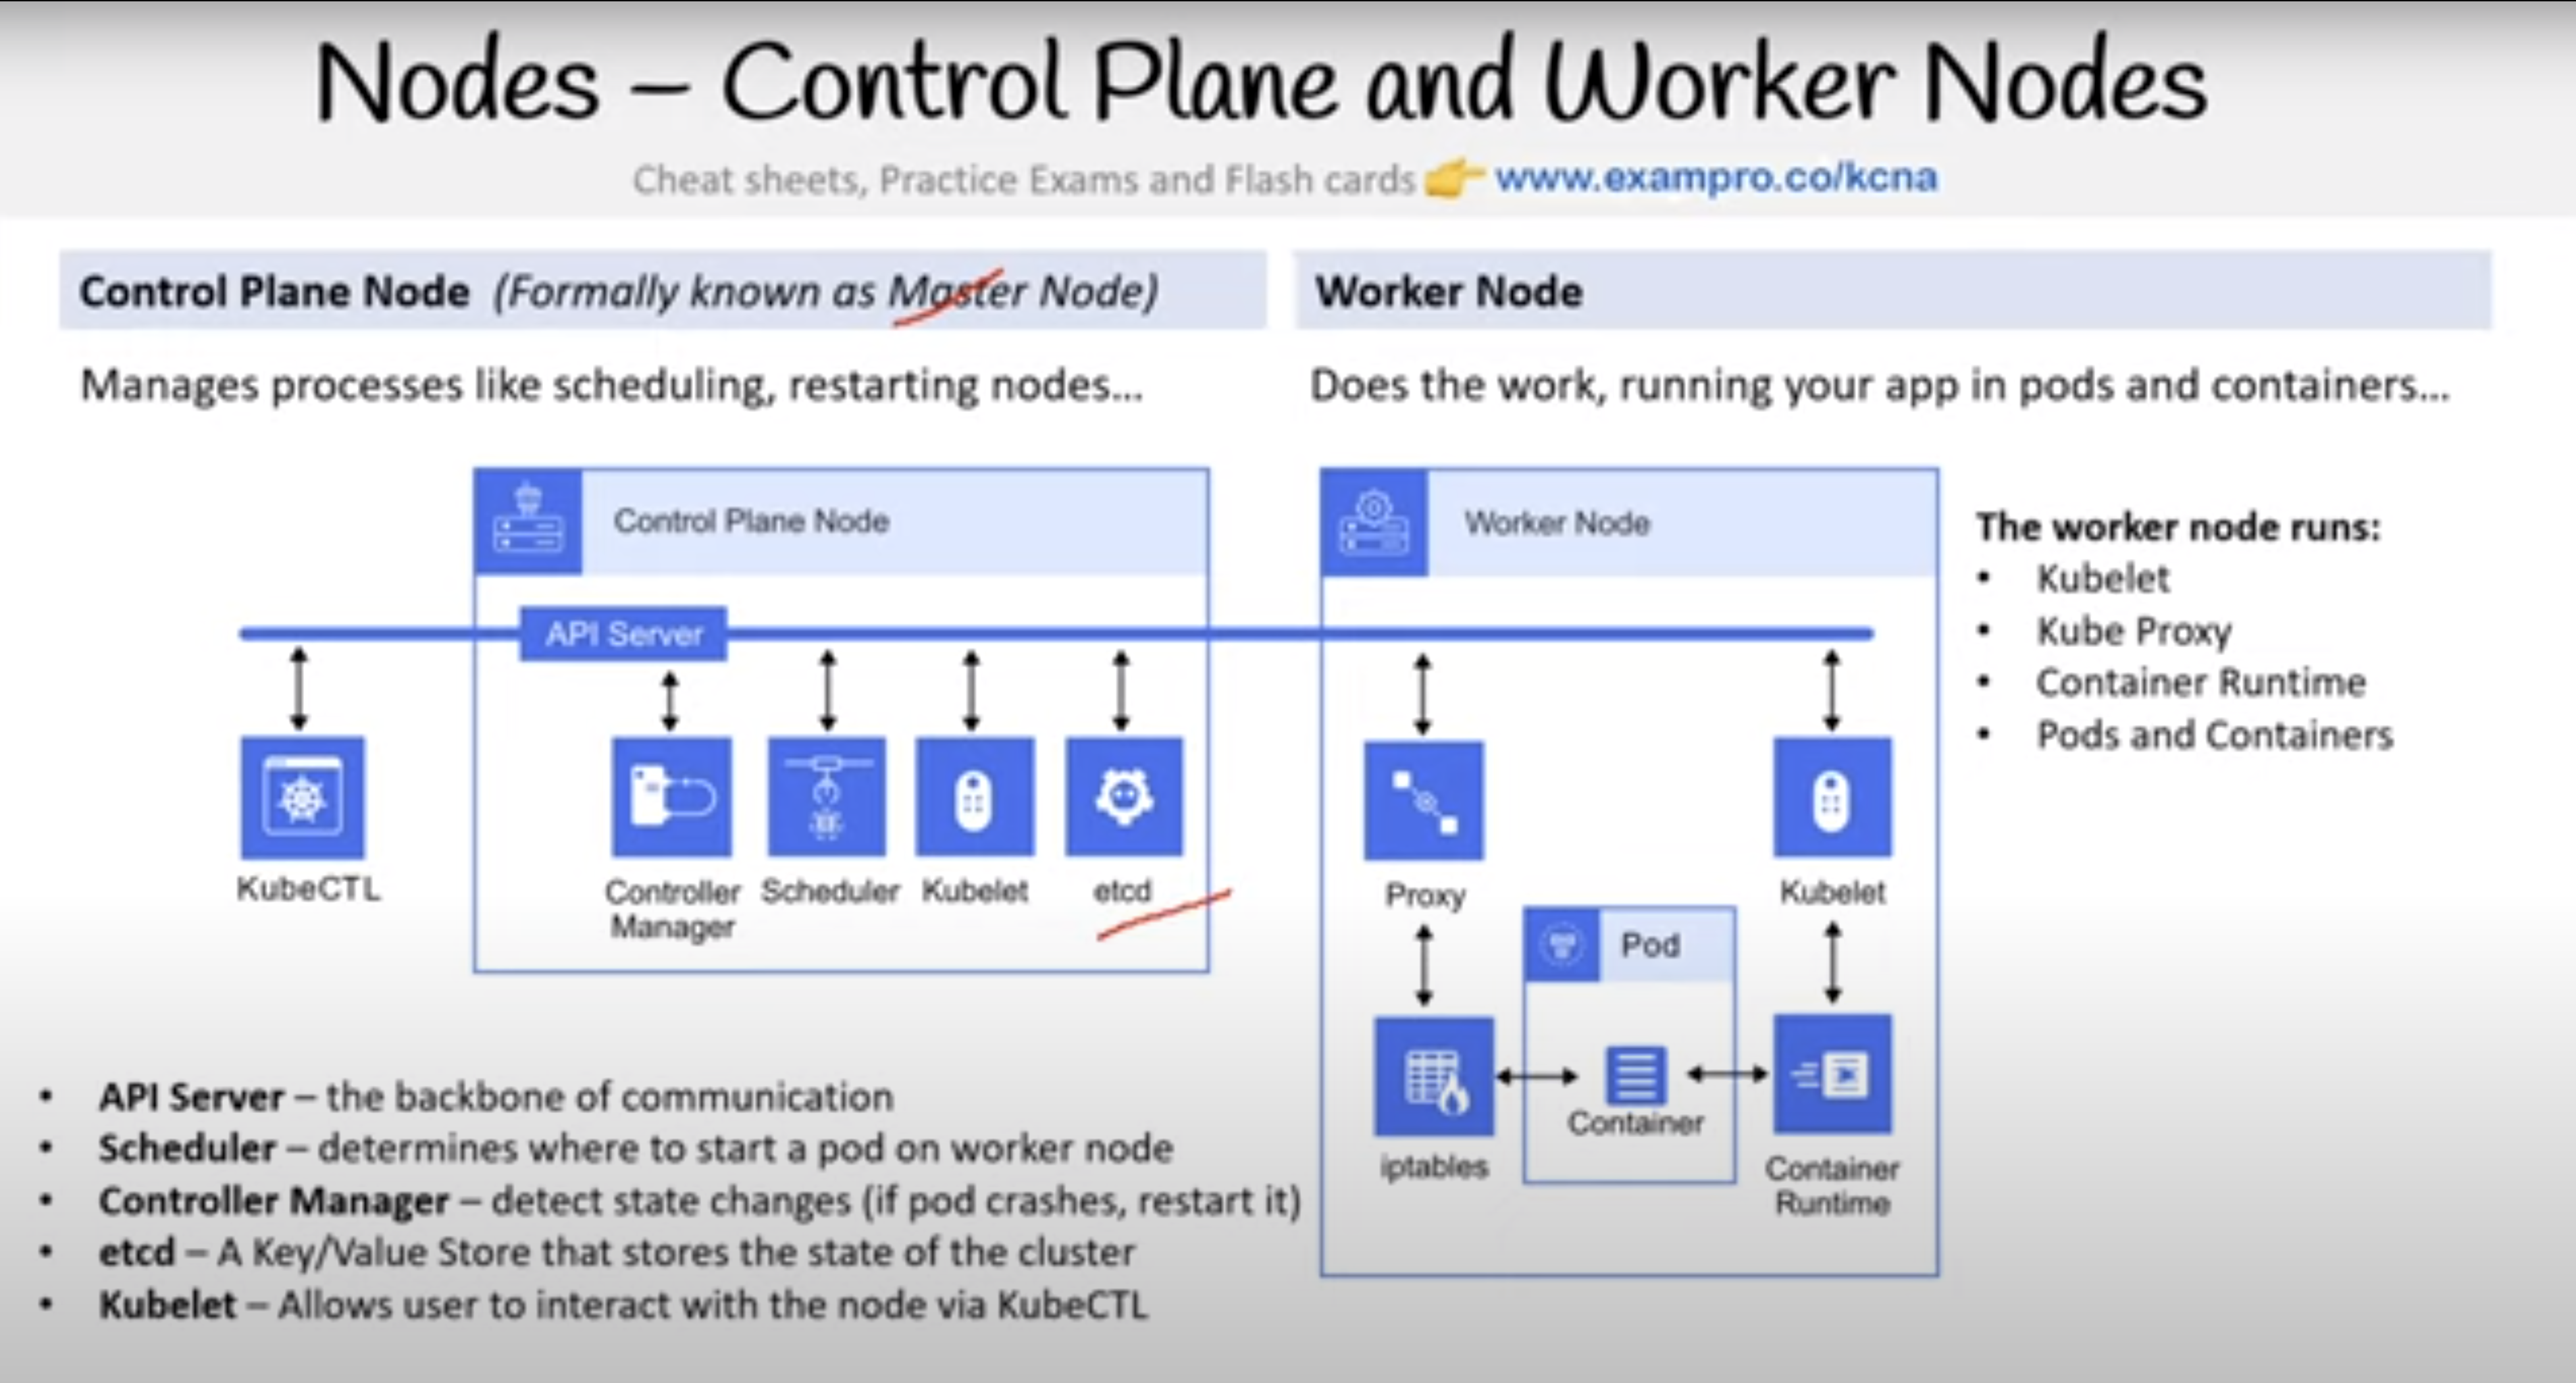 Nodes – Control Plane and Worker Nodes
Cheat sheets, Practice Exams and Flash cards 👉 www.exampro.co/kcna
Control Plane Node (Formally known as Master Node)
Manages processes like scheduling, restarting nodes...
Control Plane Node
API Server
KubeCTL
Controller
Manager
Scheduler
Kubelet
etcd
API Server – the backbone of communication
Scheduler – determines where to start a pod on worker node
Controller Manager – detect state changes (if pod crashes, restart it)
etcd – A Key/Value Store that stores the state of the cluster
Kubelet – Allows user to interact with the node via KubeCTL
Worker Node
Does the work, running your app in pods and containers...
Worker Node
Proxy
Kubelet
Pod
Container
iptables
Container
Runtime
The worker node runs:
Kubelet
Kube Proxy
Container Runtime
Pods and Containers